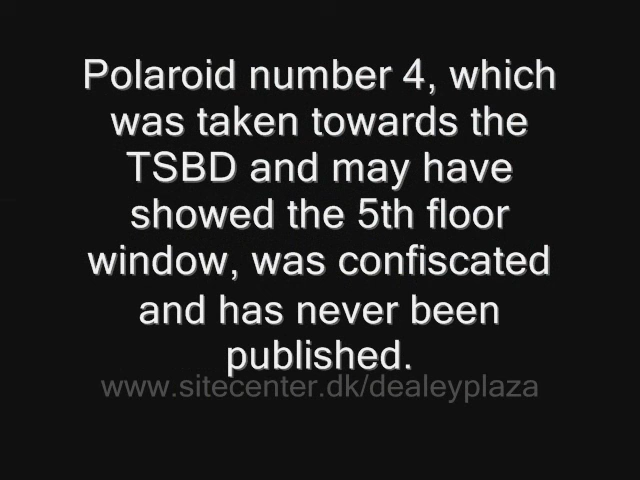 Polaroid number 4, which
was taken towards the
TSBD and may have
showed the 5th floor
window, was confiscated
and has never been
published.
www.sitecenter.dk/dealeyplaza